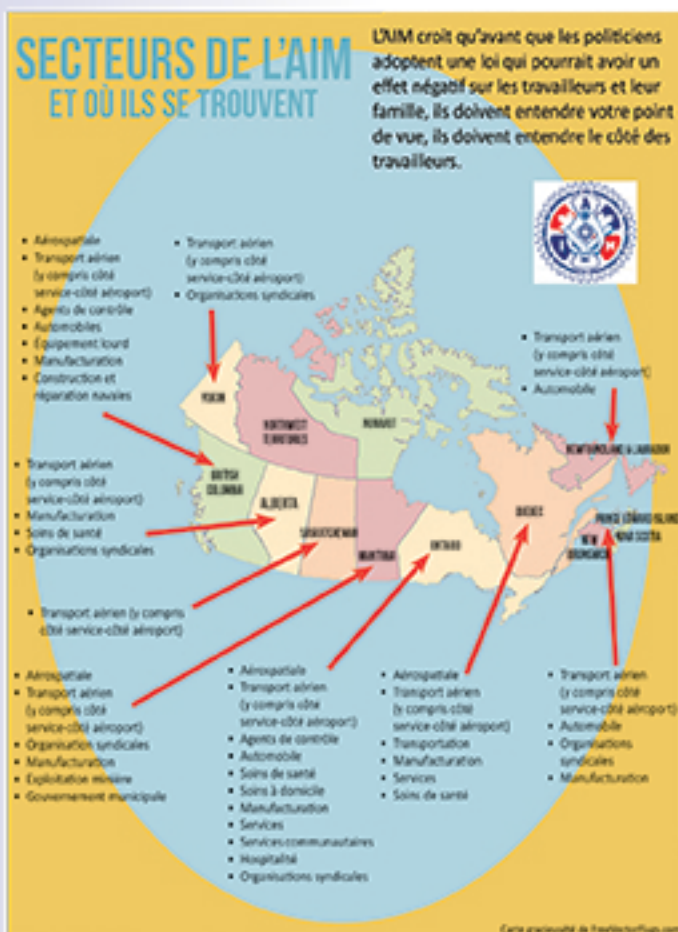 SECTEURS DE L'AIM
ET OÙ ILS SE TROUVENT
L'AIM croit qu'avant que les politiciens
adoptent une loi qui pourrait avoir un
effet négatif sur les travailleurs et leur
famille, ils doivent entendre votre point
de vue, ils doivent entendre le côté des
travailleurs.
▪ Aérospatiale
▪ Transport aérien
(y compris côté
service-côté aéroport)
▪ Agents de contrôle
▪ Automobiles
▪ Équipement lourd
▪ Manufacturation
▪ Construction et
réparation navales
▪ Transport aérien
(y compris côté
service-côté aéroport)
▪ Organisations syndicales
▪ Transport aérien
(y compris côté
service-côté aéroport)
▪ Automobile
YUKON
NORTHWEST
TERRITORIES
NUNAVUT
NEWFOUNDLAND & LABRADOR
BRITISH
COLUMBIA
ALBERTA
SASKATCHEWAN
MANITOBA
ONTARIO
QUEBEC
PRINCE EDWARD ISLAND
NOVA SCOTIA
NEW
BRUNSWICK
▪ Transport aérien
(y compris côté
service-côté aéroport)
▪ Manufacturation
▪ Soins de santé
▪ Organisations syndicales
▪ Transport aérien (y compris
côté service-côté aéroport)
▪ Aérospatiale
▪ Transport aérien
(y compris côté
service-côté aéroport)
▪ Organisation syndicales
▪ Manufacturation
▪ Exploitation minière
▪ Gouvernement municipale
▪ Aérospatiale
▪ Transport aérien
(y compris côté
service-côté aéroport)
▪ Agents de contrôle
▪ Automobile
▪ Soins de santé
▪ Soins à domicile
▪ Manufacturation
▪ Services
▪ Services communautaires
▪ Hospitalité
▪ Organisations syndicales
▪ Aérospatiale
▪ Transport aérien
(y compris côté
service-côté aéroport)
▪ Transportation
▪ Manufacturation
▪ Services
▪ Soins de santé
▪ Transport aérien
(y compris côté
service-côté aéroport)
▪ Automobile
▪ Organisations
syndicales
▪ Manufacturation
Carte gracieuseté de FreeVectorMaps.com